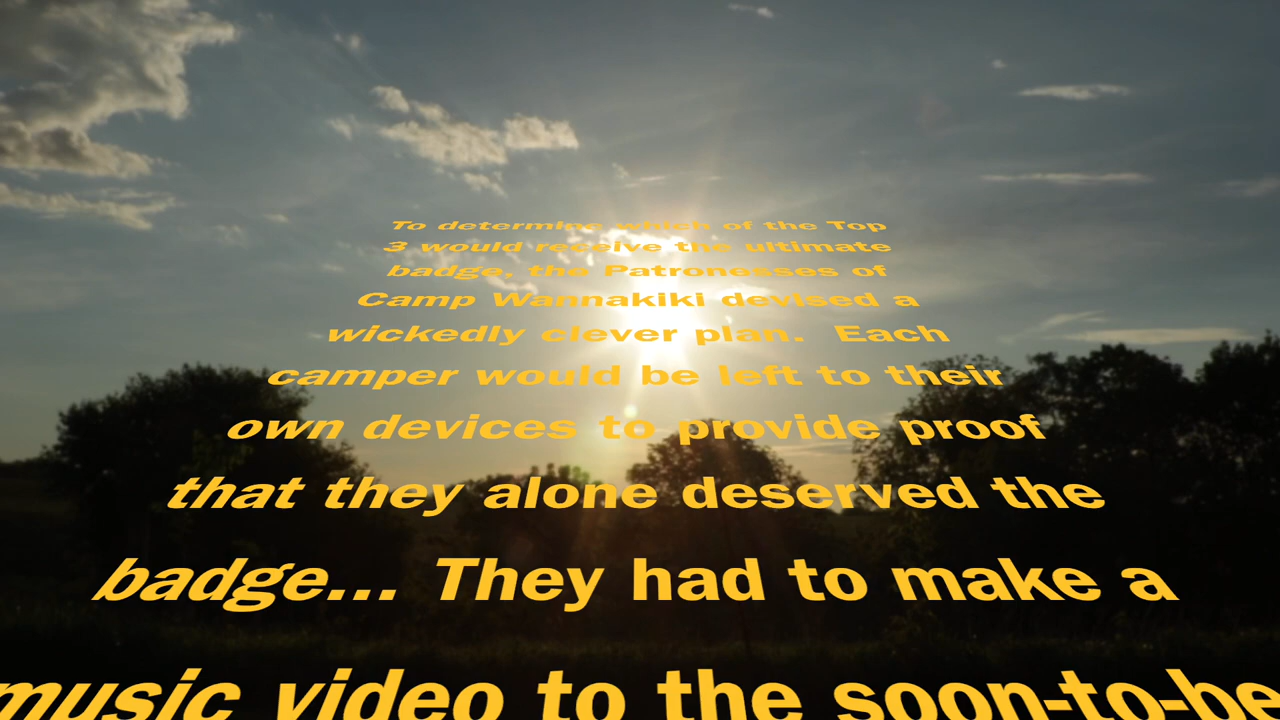 To determine which of the Top
3 would receive the ultimate
badge, the Patronesses of
Camp Wannakiki devised a
wickedly clever plan.  Each
camper would be left to their
own devices to provide proof
that they alone deserved the
badge... They had to make a
music video to the soon-to-be